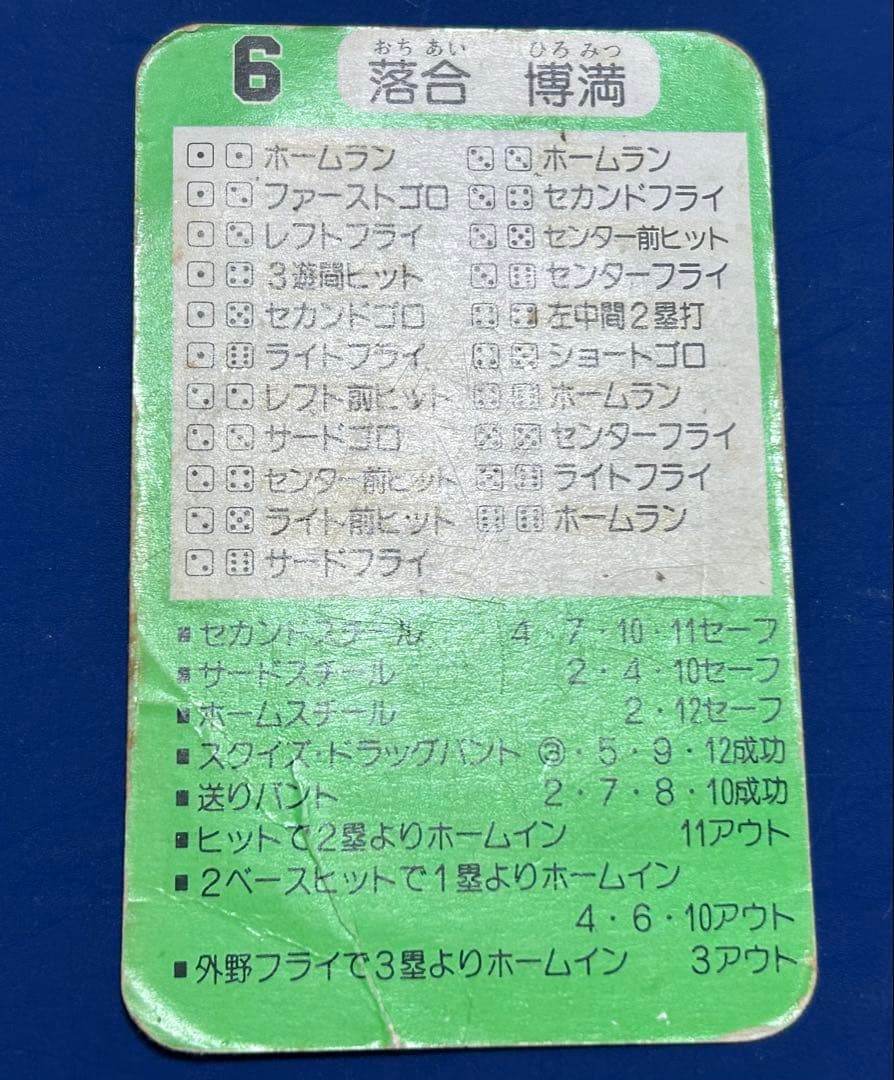 6
おち あい ひろ みつ
落合 博満
⚀ ⚀ ホームラン
⚀ ⚁ ファーストゴロ
⚀ ⚂ レフトフライ
⚀ ⚃ 3遊間ヒット
⚀ ⚄ セカンドゴロ
⚀ ⚅ ライトフライ
⚁ ⚁ レフト前ヒット
⚁ ⚂ サードゴロ
⚁ ⚃ センター前ヒット
⚁ ⚄ ライト前ヒット
⚁ ⚅ サードフライ
⚂ ⚂ ホームラン
⚂ ⚃ セカンドフライ
⚂ ⚄ センター前ヒット
⚂ ⚅ センターフライ
⚃ ⚃ 左中間2塁打
⚃ ⚄ ショートゴロ
⚃ ⚅ ホームラン
⚄ ⚄ センターフライ
⚄ ⚅ ライトフライ
⚅ ⚅ ホームラン
■ セカンドスチール 4・7・10・11セーフ
■ サードスチール 2・4・10セーフ
■ ホームスチール 2・12セーフ
■ スクイズ・ドラッグバント ③・5・9・12成功
■ 送りバント 2・7・8・10成功
■ ヒットで2塁よりホームイン 11アウト
■ 2ベースヒットで1塁よりホームイン
4・6・10アウト
■ 外野フライで3塁よりホームイン 3アウト